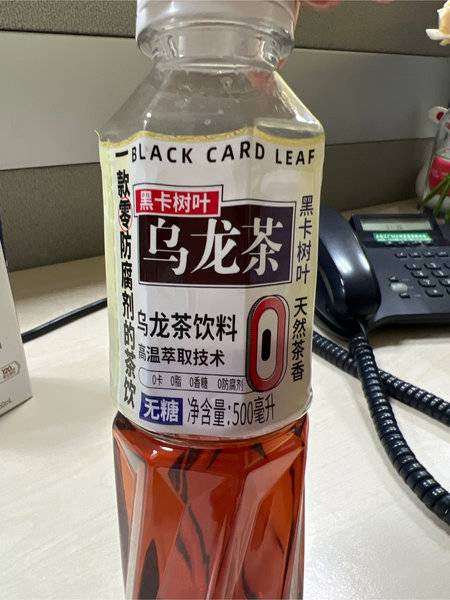 BLACK CARD LEAF
一款零防腐剂的茶饮
黑卡树叶
乌龙茶
黑卡树叶
天然茶香
乌龙茶饮料
高温萃取技术
0
0卡 0脂 0香精 0防腐剂
无糖 净含量:500毫升